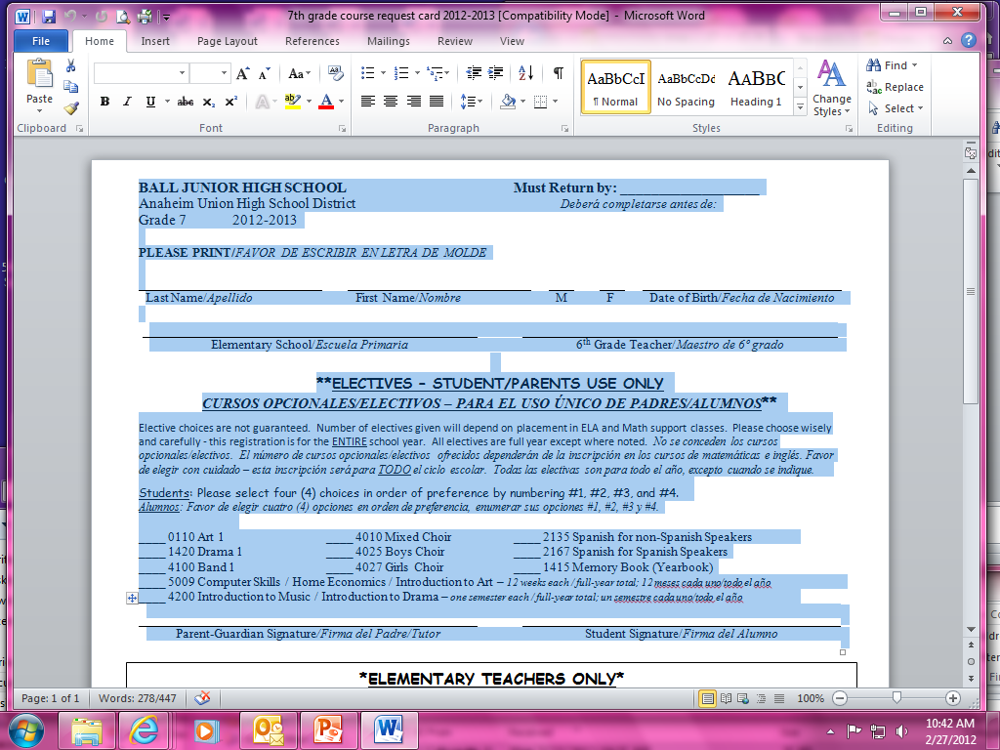 7th grade course request card 2012-2013 [Compatibility Mode] - Microsoft Word
File Home Insert Page Layout References Mailings Review View
Paste
Clipboard
B I U abc x₂ x² A ab A
A A Aa
Font
Paragraph
AaBbCcI AaBbCcDc AaBbC
¶ Normal No Spacing Heading 1
Styles
Change Styles
Find
Replace
Select
Editing
BALL JUNIOR HIGH SCHOOL Must Return by: ____________________
Anaheim Union High School District Deberá completarse antes de:
Grade 7 2012-2013
PLEASE PRINT/FAVOR DE ESCRIBIR EN LETRA DE MOLDE
Last Name/Apellido First Name/Nombre M F Date of Birth/Fecha de Nacimiento
Elementary School/Escuela Primaria 6th Grade Teacher/Maestro de 6º grado
**ELECTIVES – STUDENT/PARENTS USE ONLY
CURSOS OPCIONALES/ELECTIVOS – PARA EL USO ÚNICO DE PADRES/ALUMNOS**
Elective choices are not guaranteed. Number of electives given will depend on placement in ELA and Math support classes. Please choose wisely
and carefully - this registration is for the ENTIRE school year. All electives are full year except where noted. No se conceden los cursos
opcionales/electivos. El número de cursos opcionales/electivos ofrecidos dependerán de la inscripción en los cursos de matemáticas e inglés. Favor
de elegir con cuidado – esta inscripción será para TODO el ciclo escolar. Todas las electivas son para todo el año, excepto cuando se indique.
Students: Please select four (4) choices in order of preference by numbering #1, #2, #3, and #4.
Alumnos: Favor de elegir cuatro (4) opciones en orden de preferencia, enumerar sus opciones #1, #2, #3 y #4.
____ 0110 Art 1 ____ 4010 Mixed Choir ____ 2135 Spanish for non-Spanish Speakers
____ 1420 Drama 1 ____ 4025 Boys Choir ____ 2167 Spanish for Spanish Speakers
____ 4100 Band 1 ____ 4027 Girls Choir ____ 1415 Memory Book (Yearbook)
____ 5009 Computer Skills / Home Economics / Introduction to Art – 12 weeks each / full-year total; 12 meses cada uno/todo el año
____ 4200 Introduction to Music / Introduction to Drama – one semester each / full-year total; un semestre cada uno/todo el año
Parent-Guardian Signature/Firma del Padre/Tutor Student Signature/Firma del Alumno
*ELEMENTARY TEACHERS ONLY*
Page: 1 of 1 Words: 278/447 100%
10:42 AM
2/27/2012